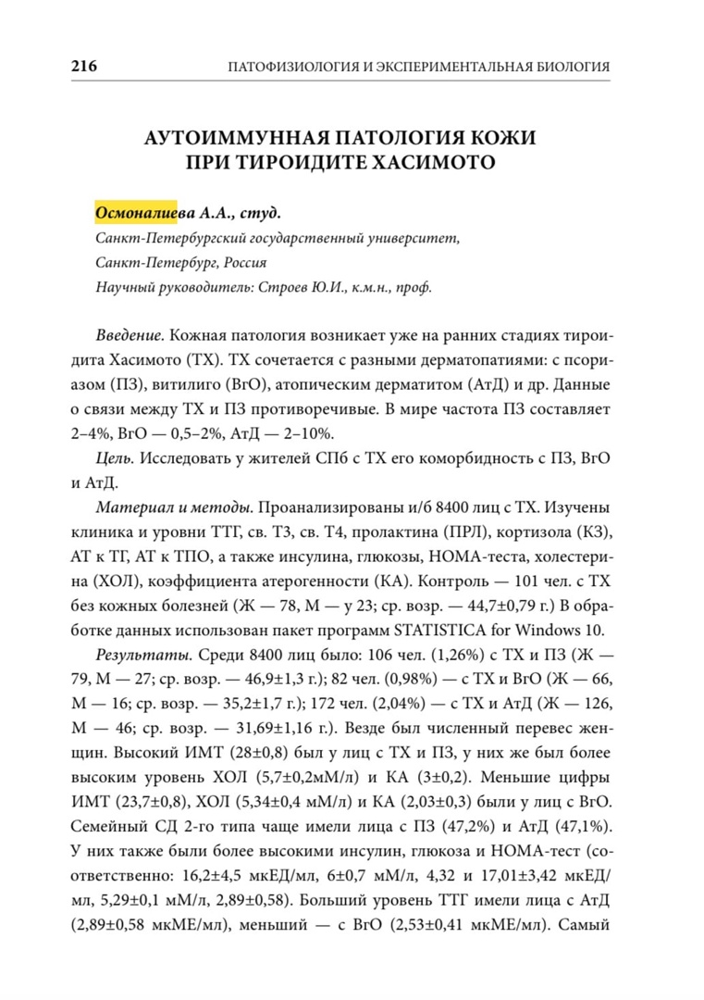 216
ПАТОФИЗИОЛОГИЯ И ЭКСПЕРИМЕНТАЛЬНАЯ БИОЛОГИЯ
АУТОИММУННАЯ ПАТОЛОГИЯ КОЖИ
ПРИ ТИРОИДИТЕ ХАСИМОТО
Осмоналиева А.А., студ.
Санкт-Петербургский государственный университет,
Санкт-Петербург, Россия
Научный руководитель: Строев Ю.И., к.м.н., проф.
Введение. Кожная патология возникает уже на ранних стадиях тирои-
дита Хасимото (ТХ). ТХ сочетается с разными дерматопатиями: с псори-
азом (ПЗ), витилиго (ВгО), атопическим дерматитом (АтД) и др. Данные
о связи между ТХ и ПЗ противоречивые. В мире частота ПЗ составляет
2–4%, ВгО — 0,5–2%, АтД — 2–10%.
Цель. Исследовать у жителей СПб с ТХ его коморбидность с ПЗ, ВгО
и АтД.
Материал и методы. Проанализированы и/б 8400 лиц с ТХ. Изучены
клиника и уровни ТТГ, св. Т3, св. Т4, пролактина (ПРЛ), кортизола (КЗ),
АТ к ТГ, АТ к ТПО, а также инсулина, глюкозы, НОМА-теста, холестери-
на (ХОЛ), коэффициента атерогенности (КА). Контроль — 101 чел. с ТХ
без кожных болезней (Ж — 78, М — у 23; ср. возр. — 44,7±0,79 г.) В обра-
ботке данных использован пакет программ STATISTICA for Windows 10.
Результаты. Среди 8400 лиц было: 106 чел. (1,26%) с ТХ и ПЗ (Ж —
79, М — 27; ср. возр. — 46,9±1,3 г.); 82 чел. (0,98%) — с ТХ и ВгО (Ж — 66,
М — 16; ср. возр. — 35,2±1,7 г.); 172 чел. (2,04%) — с ТХ и АтД (Ж — 126,
М — 46; ср. возр. — 31,69±1,16 г.). Везде был численный перевес жен-
щин. Высокий ИМТ (28±0,8) был у лиц с ТХ и ПЗ, у них же был более
высоким уровень ХОЛ (5,7±0,2мМ/л) и КА (3±0,2). Меньшие цифры
ИМТ (23,7±0,8), ХОЛ (5,34±0,4 мМ/л) и КА (2,03±0,3) были у лиц с ВгО.
Семейный СД 2-го типа чаще имели лица с ПЗ (47,2%) и АтД (47,1%).
У них также были более высокими инсулин, глюкоза и НОМА-тест (со-
ответственно: 16,2±4,5 мкЕД/мл, 6±0,7 мМ/л, 4,32 и 17,01±3,42 мкЕД/
мл, 5,29±0,1 мМ/л, 2,89±0,58). Больший уровень ТТГ имели лица с АтД
(2,89±0,58 мкМЕ/мл), меньший — с ВгО (2,53±0,41 мкМЕ/мл). Самый